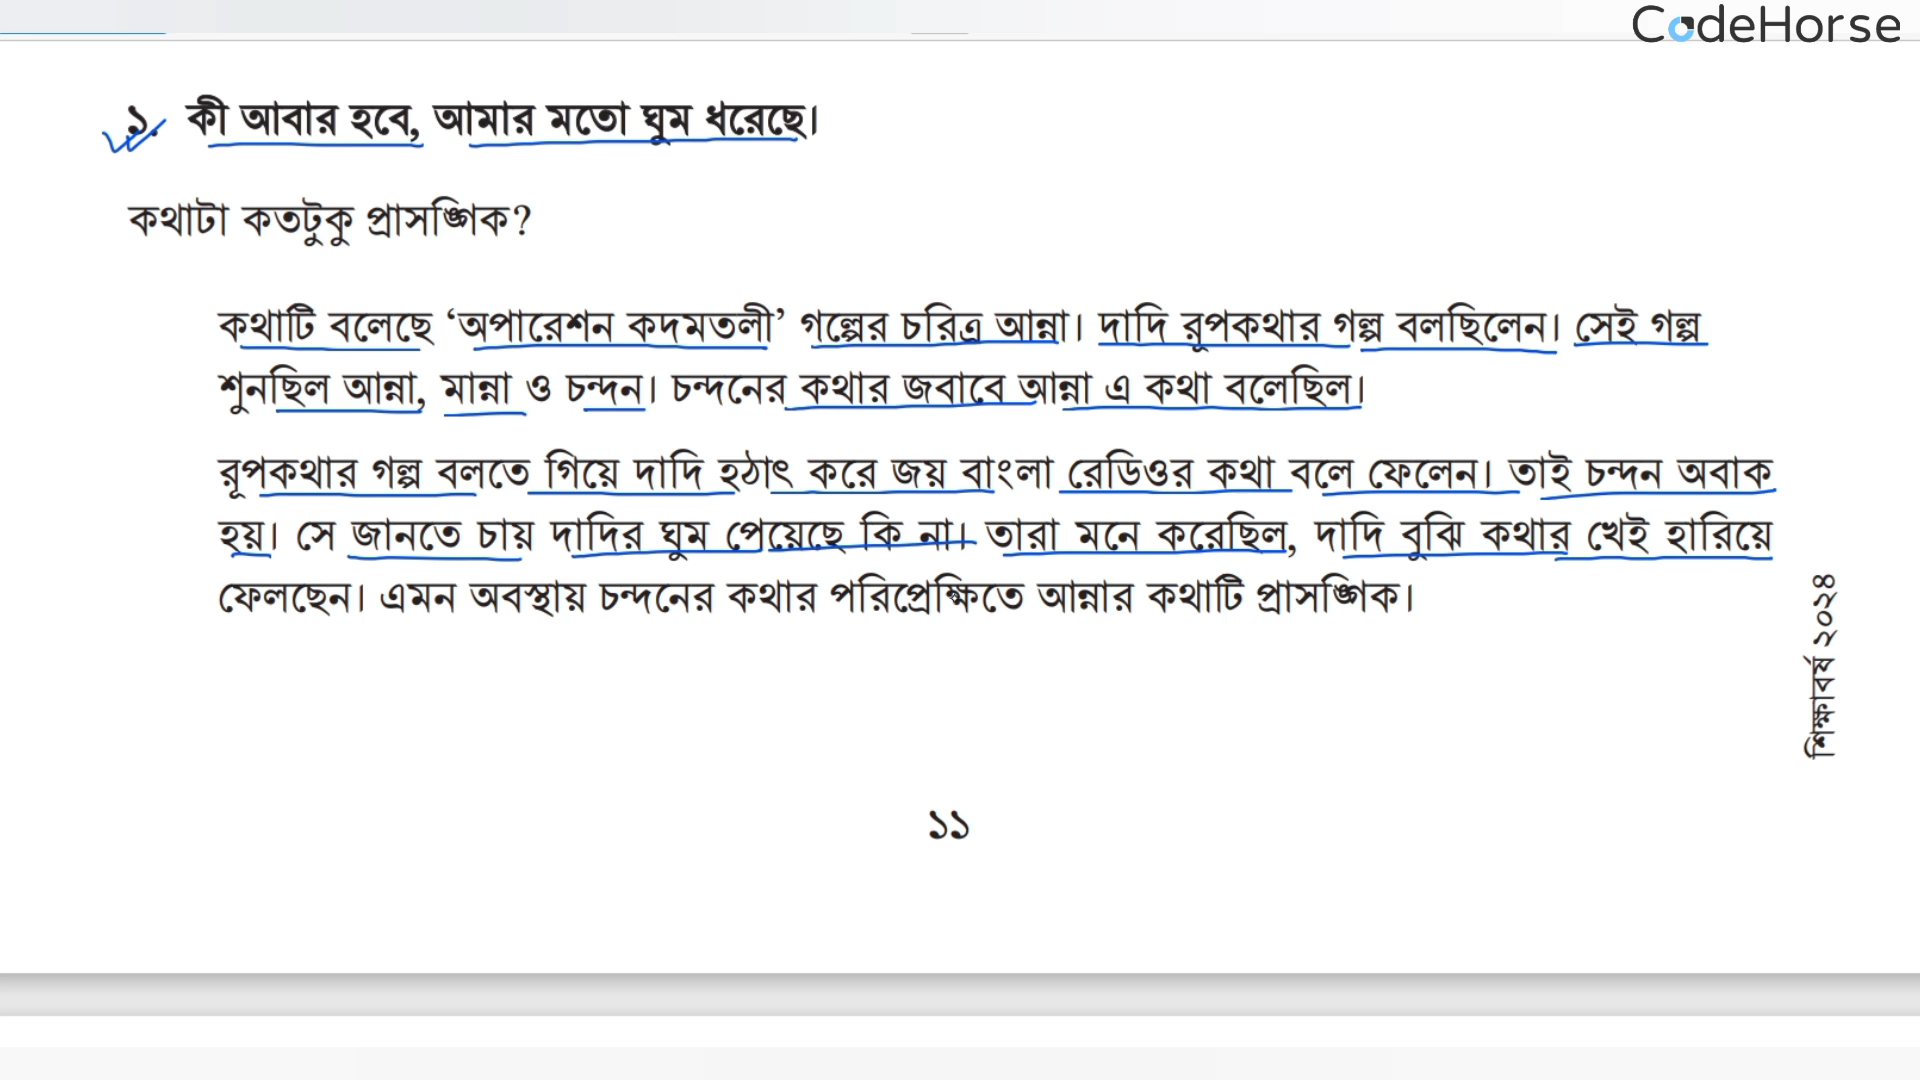 CodeHorse
১. কী আবার হবে, আমার মতো ঘুম ধরেছে।
কথাটা কতটুকু প্রাসঙ্গিক?
কথাটি বলেছে ‘অপারেশন কদমতলী’ গল্পের চরিত্র আন্না। দাদি রূপকথার গল্প বলছিলেন। সেই গল্প
শুনছিল আন্না, মান্না ও চন্দন। চন্দনের কথার জবাবে আন্না এ কথা বলেছিল।
রূপকথার গল্প বলতে গিয়ে দাদি হঠাৎ করে জয় বাংলা রেডিওর কথা বলে ফেলেন। তাই চন্দন অবাক
হয়। সে জানতে চায় দাদির ঘুম পেয়েছে কি না। তারা মনে করেছিল, দাদি বুঝি কথার খেই হারিয়ে
ফেলছেন। এমন অবস্থায় চন্দনের কথার পরিপ্রেক্ষিতে আন্নার কথাটি প্রাসঙ্গিক।
শিক্ষাবর্ষ ২০২৪
১১